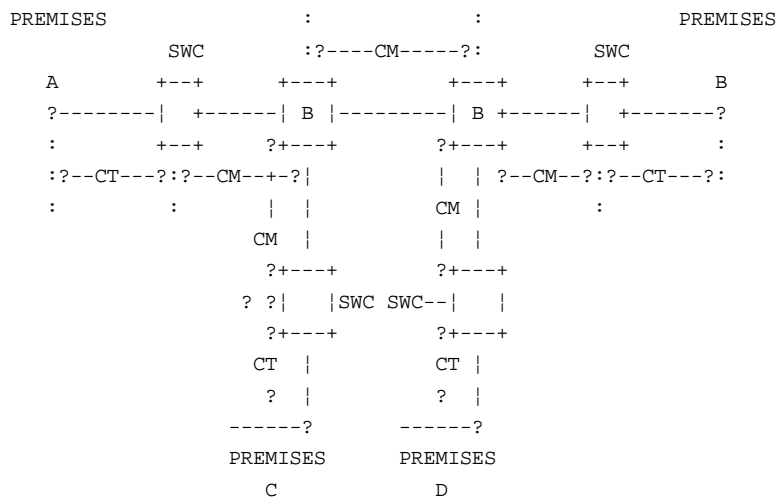 PREMISES : : PREMISES
SWC :?----CM-----?: SWC
A +---+ +---+ +---+ +---+ B
?--------¦ +------¦ B ¦---------¦ B +------¦ +-------?
: +--+ ?+---+ ?+---+ +--+ :
:?--CT---?:?--CM--+-?¦ ¦ ¦ ?--CM--?:?--CT---?:
: : ¦ ¦ CM ¦ :
CM ¦ ¦ ¦
?+---+ ?+---+
? ?¦ ¦SWC SWC--¦ ¦
?+---+ ?+---+
CT ¦ CT ¦
? ¦ ? ¦
------? ------?
PREMISES PREMISES
C D